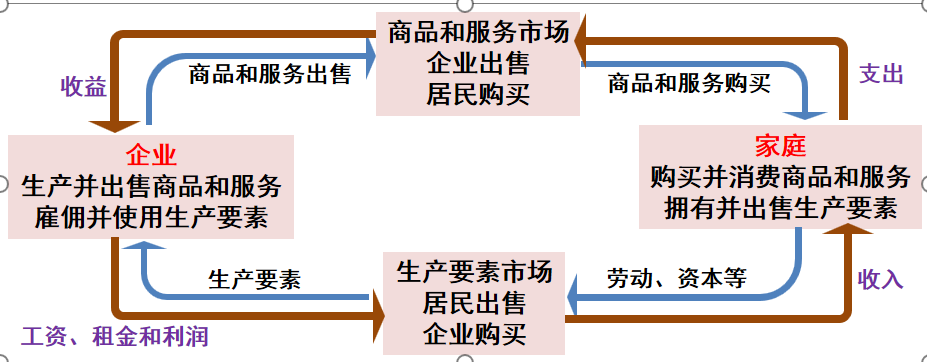 商品和服务市场
企业出售
居民购买
收益
商品和服务出售
商品和服务购买
支出
企业
生产并出售商品和服务
雇佣并使用生产要素
家庭
购买并消费商品和服务
拥有并出售生产要素
生产要素
生产要素市场
居民出售
企业购买
劳动、资本等
收入
工资、租金和利润